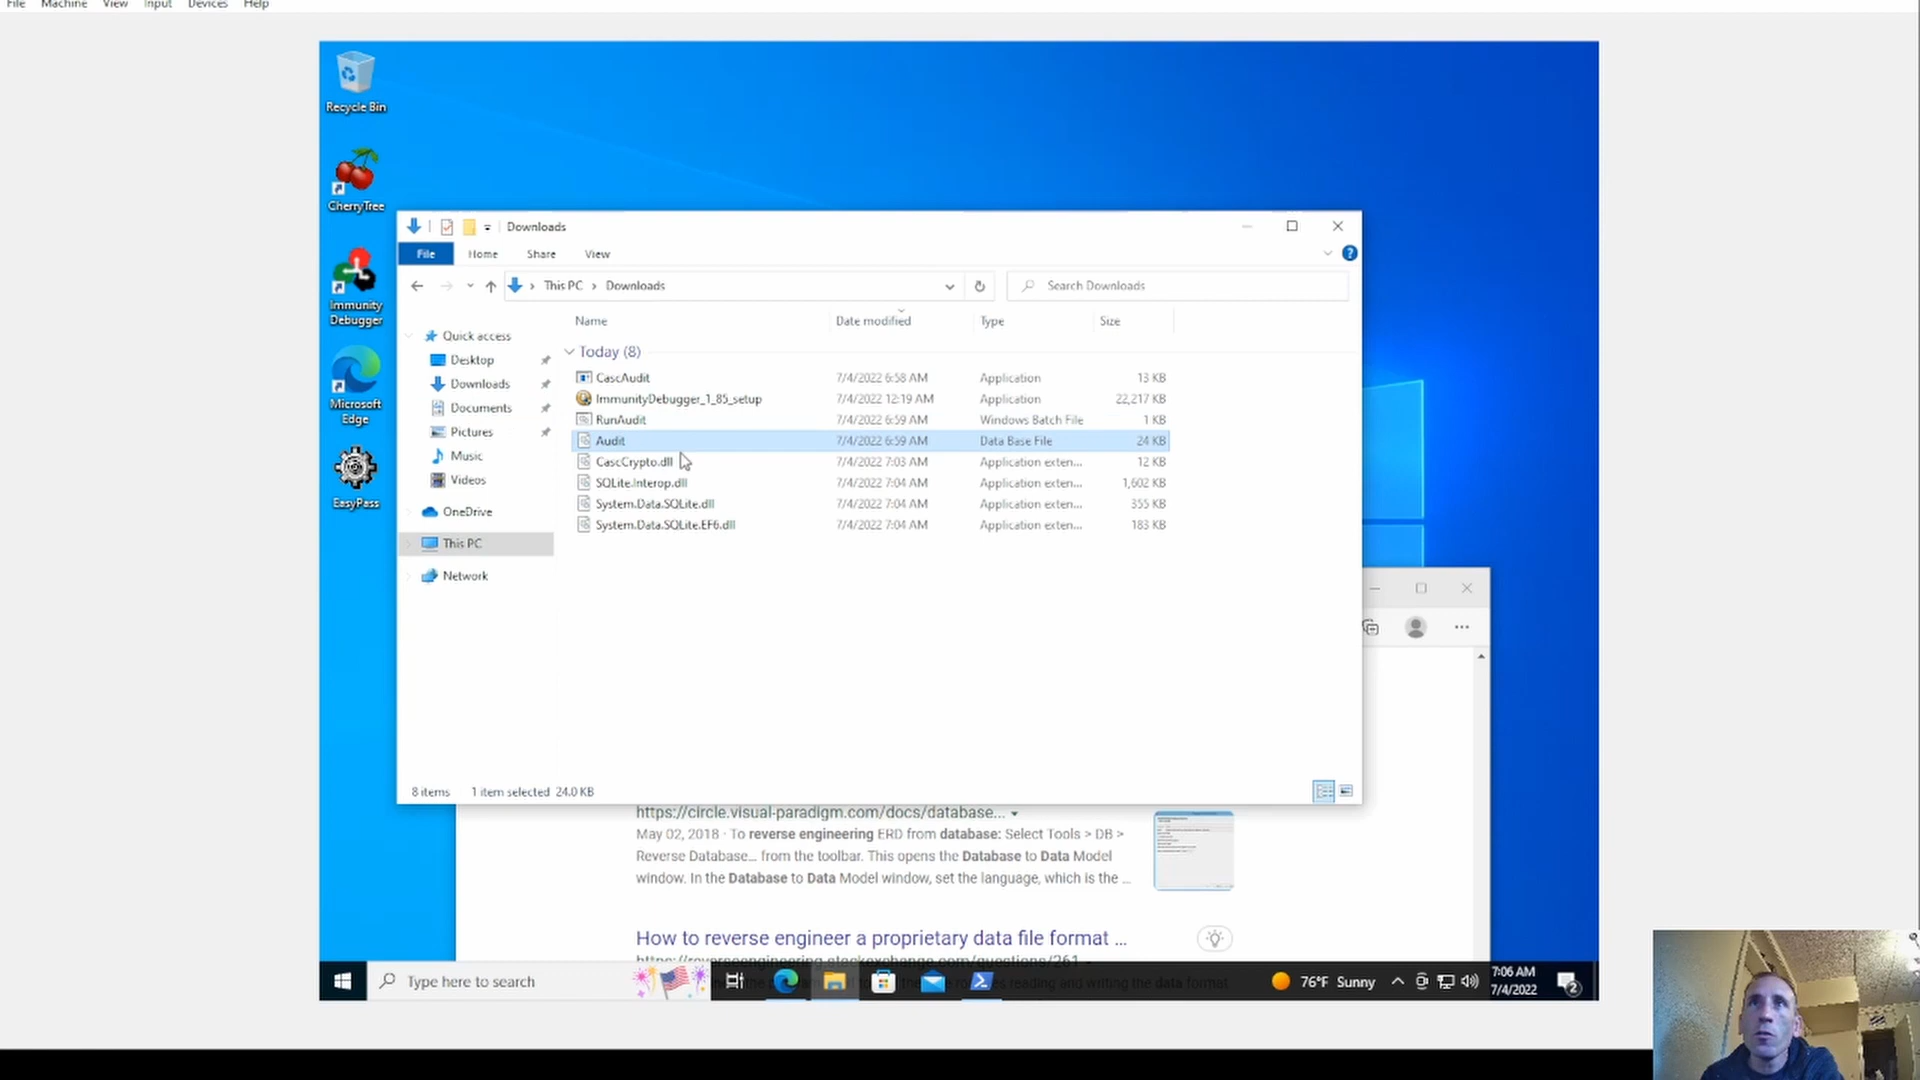 File Machine View Input Devices Help
Recycle Bin
CherryTree
Immunity
Debugger
Microsoft
Edge
EasyPass
Downloads
File Home Share View
This PC › Downloads
Search Downloads
Name Date modified Type Size
Quick access
Desktop
Downloads
Documents
Pictures
Music
Videos
OneDrive
This PC
Network
Today (8)
CascAudit 7/4/2022 6:58 AM Application 13 KB
ImmunityDebugger_1_85_setup 7/4/2022 12:19 AM Application 22,217 KB
RunAudit 7/4/2022 6:59 AM Windows Batch File 1 KB
Audit 7/4/2022 6:59 AM Data Base File 24 KB
CascCrypto.dll 7/4/2022 7:03 AM Application exten... 12 KB
SQLite.Interop.dll 7/4/2022 7:04 AM Application exten... 1,602 KB
System.Data.SQLite.dll 7/4/2022 7:04 AM Application exten... 355 KB
System.Data.SQLite.EF6.dll 7/4/2022 7:04 AM Application exten... 183 KB
8 items 1 item selected 24.0 KB
https://circle.visual-paradigm.com/docs/database...
May 02, 2018 · To reverse engineering ERD from database: Select Tools > DB >
Reverse Database... from the toolbar. This opens the Database to Data Model
window. In the Database to Data Model window, set the language, which is the ...
How to reverse engineer a proprietary data file format ...
https://reverseengineering.stackexchange.com/questions/261
Type here to search
reading and writing the data format
76°F Sunny
7:06 AM
7/4/2022
2